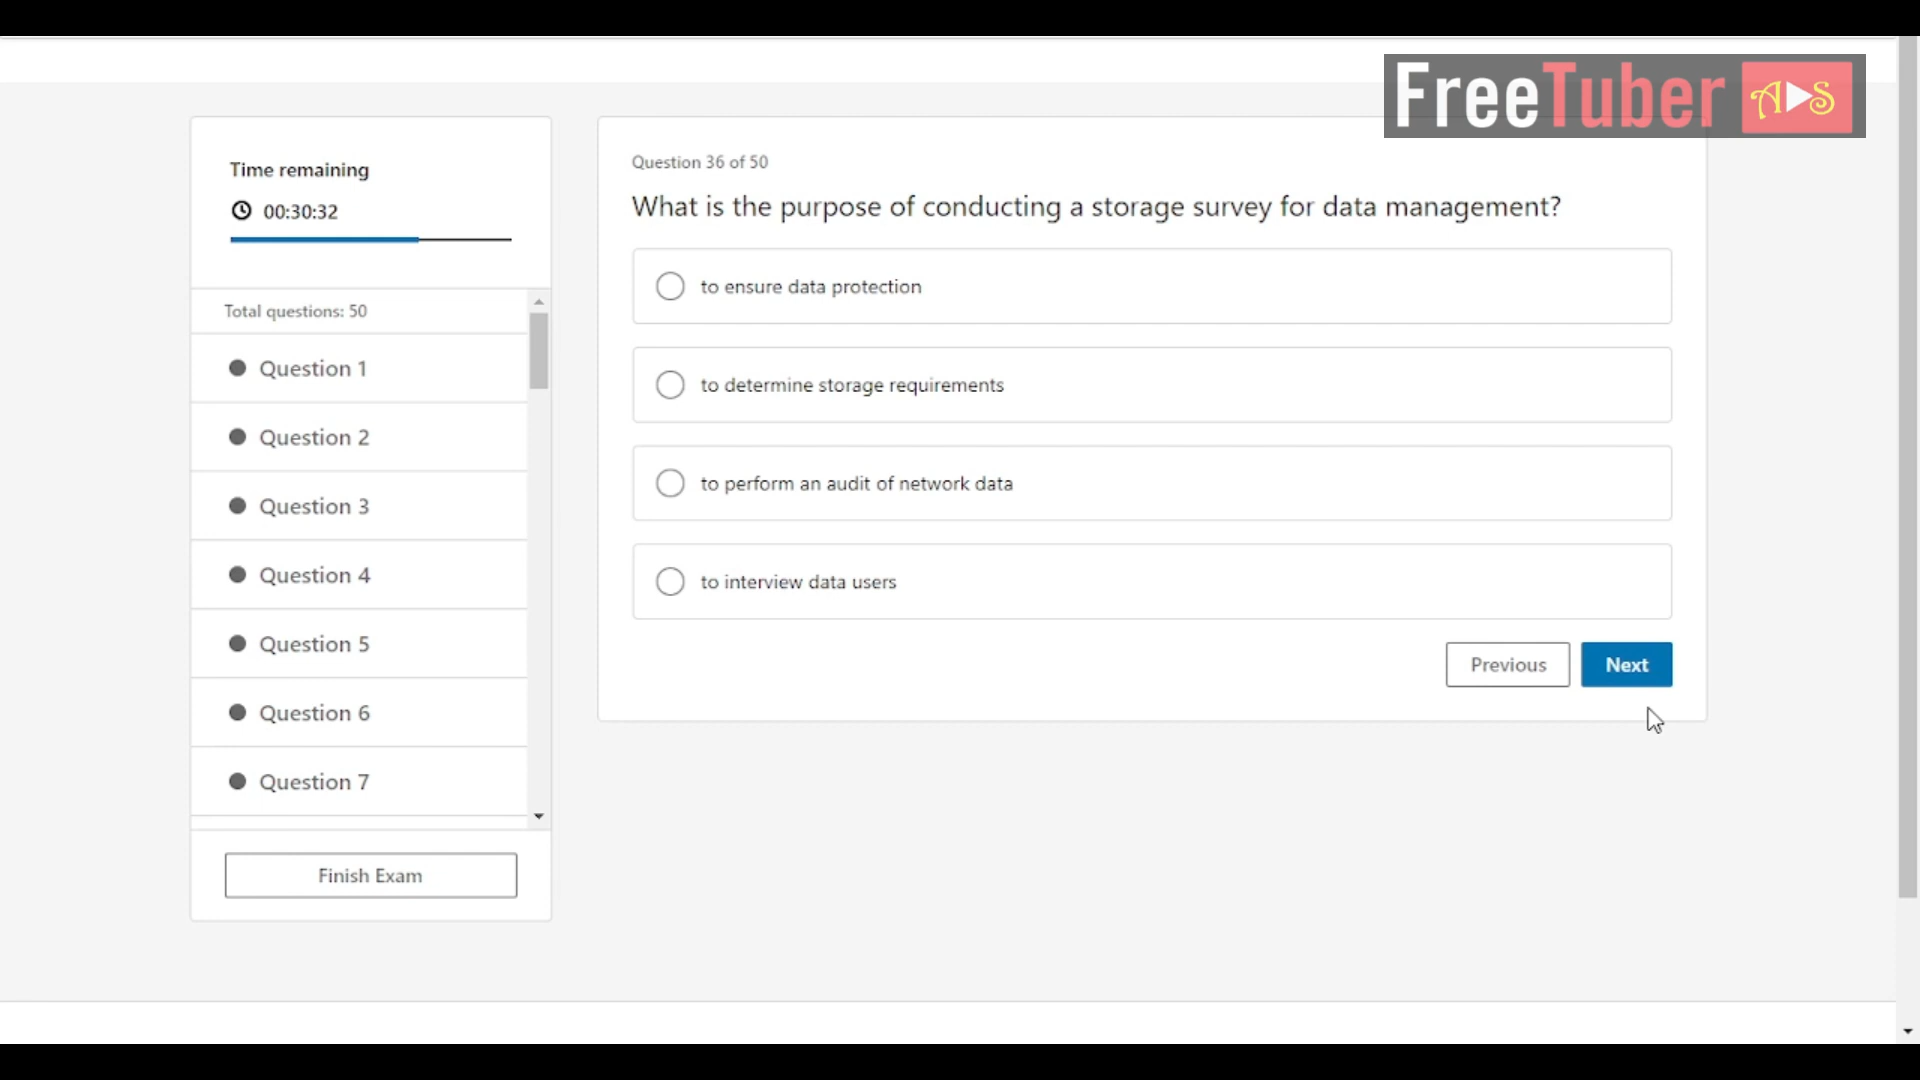 FreeTuber AS
Time remaining
00:30:32
Total questions: 50
Question 1
Question 2
Question 3
Question 4
Question 5
Question 6
Question 7
Finish Exam
Question 36 of 50
What is the purpose of conducting a storage survey for data management?
to ensure data protection
to determine storage requirements
to perform an audit of network data
to interview data users
Previous
Next